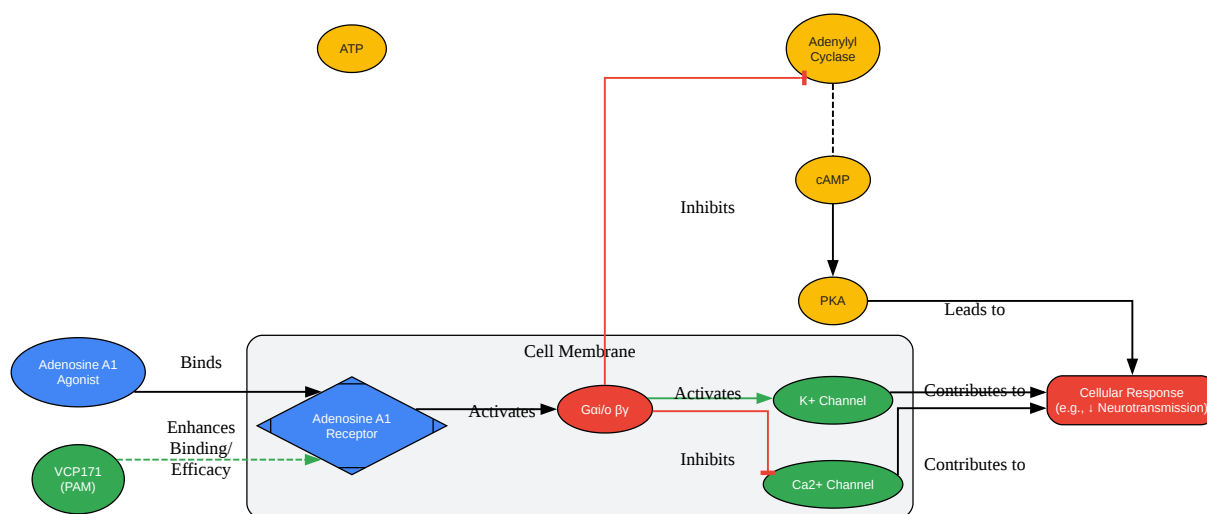 ATP
Adenylyl
Cyclase
cAMP
Inhibits
PKA
Leads to
Cell Membrane
Adenosine A1
Agonist
Binds
Adenosine A1
Receptor
Activates
Gαi/o βγ
Activates
K+ Channel
Contributes to
Cellular Response
(e.g., ↓ Neurotransmission)
Enhances
Binding/
Efficacy
VCP171
(PAM)
Inhibits
Ca2+ Channel
Contributes to